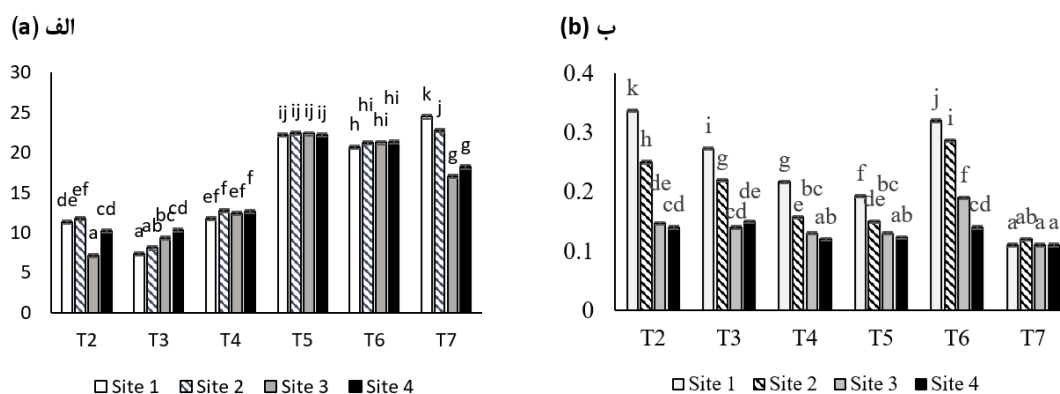 (a) الف
30
25
20
15
10
5
0
de ef a cd
a ab bc cd
ef f ef f
ij ij ij ij
h hi hi hi
k j g g
T2 T3 T4 T5 T6 T7
Site 1 Site 2 Site 3 Site 4
(b) ب
0.4
0.3
0.2
0.1
0
k h de cd
i g cd de
g e bc ab
f de bc ab
j i f cd
a ab a a
T2 T3 T4 T5 T6 T7
Site 1 Site 2 Site 3 Site 4